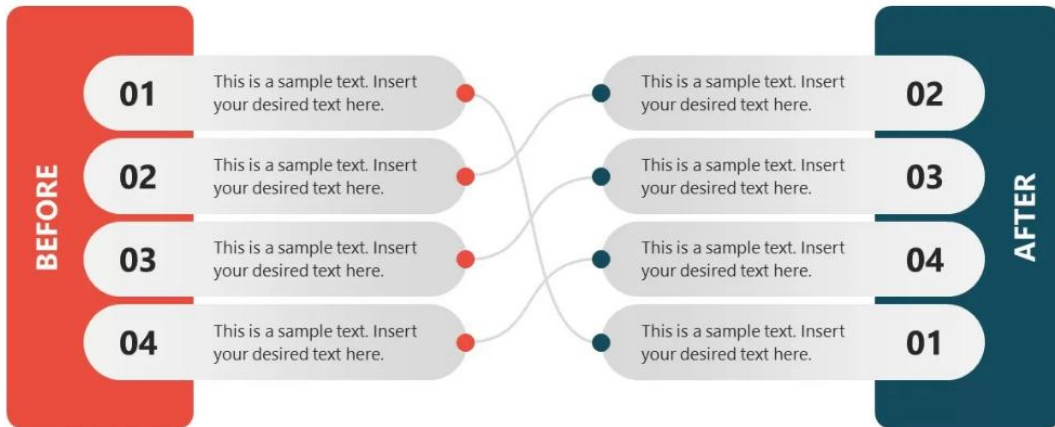 BEFORE
01
This is a sample text. Insert
your desired text here.
02
This is a sample text. Insert
your desired text here.
03
This is a sample text. Insert
your desired text here.
04
This is a sample text. Insert
your desired text here.
This is a sample text. Insert
your desired text here.
02
This is a sample text. Insert
your desired text here.
03
This is a sample text. Insert
your desired text here.
04
This is a sample text. Insert
your desired text here.
01
AFTER